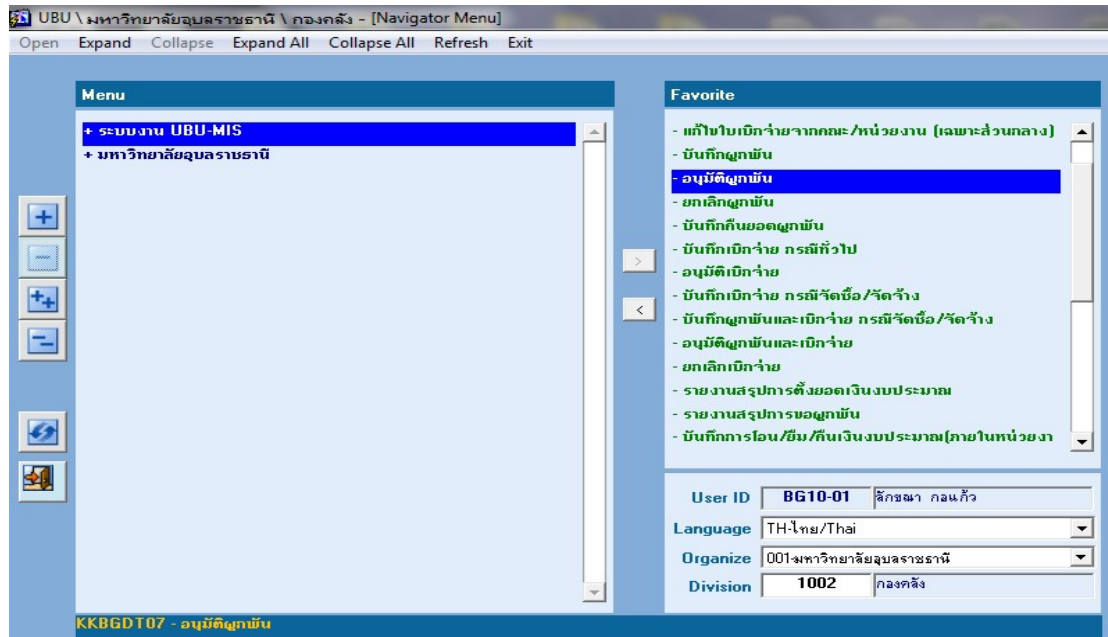 UBU \ มหาวิทยาลัยอุบลราชธานี \ กองคลัง - [Navigator Menu]
Open Expand Collapse Expand All Collapse All Refresh Exit
Menu
+ ระบบงาน UBU-MIS
+ มหาวิทยาลัยอุบลราชธานี
Favorite
- แก้ไขใบเบิกจ่ายจากคณะ/หน่วยงาน (เฉพาะส่วนกลาง)
- บันทึกผูกพัน
- อนุมัติผูกพัน
- ยกเลิกผูกพัน
- บันทึกคืนยอดผูกพัน
- บันทึกเบิกจ่าย กรณีทั่วไป
- อนุมัติเบิกจ่าย
- บันทึกเบิกจ่าย กรณีจัดซื้อ/จัดจ้าง
- บันทึกผูกพันและเบิกจ่าย กรณีจัดซื้อ/จัดจ้าง
- อนุมัติผูกพันและเบิกจ่าย
- ยกเลิกเบิกจ่าย
- รายงานสรุปการตั้งยอดเงินงบประมาณ
- รายงานสรุปการขอผูกพัน
- บันทึกการโอน/ยืม/คืนเงินงบประมาณ(ภายในหน่วยงา
User ID BG10-01 ลักขณา กอแก้ว
Language TH-ไทย/Thai
Organize 001-มหาวิทยาลัยอุบลราชธานี
Division 1002 กองคลัง
KKBGDT07 - อนุมัติผูกพัน